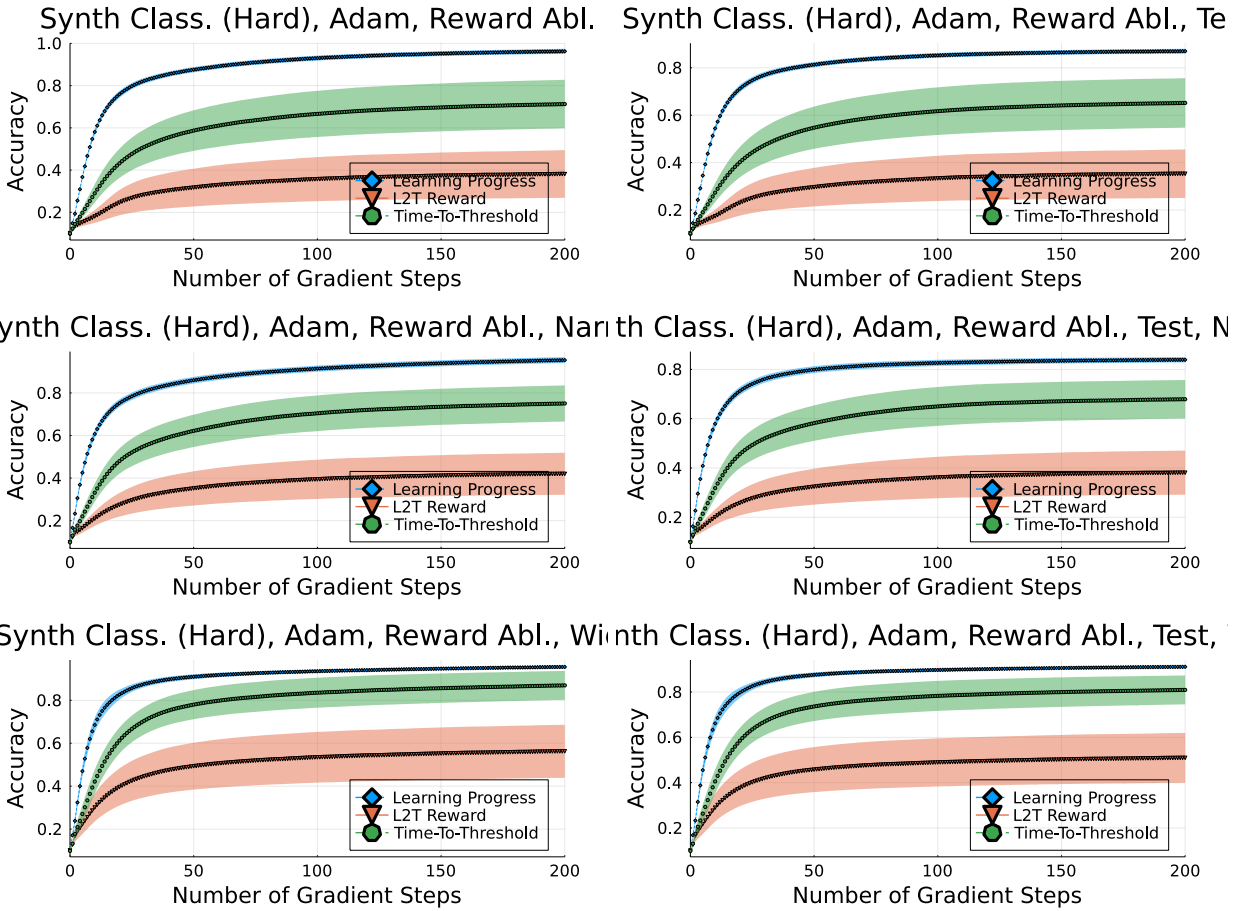 Synth Class. (Hard), Adam, Reward Abl.
1.0
0.8
0.6
0.4
0.2
Accuracy
0 50 100 150 200
Number of Gradient Steps
Learning Progress
L2T Reward
Time-To-Threshold
Synth Class. (Hard), Adam, Reward Abl., Te
0.8
0.6
0.4
0.2
Accuracy
0 50 100 150 200
Number of Gradient Steps
Learning Progress
L2T Reward
Time-To-Threshold
ynth Class. (Hard), Adam, Reward Abl., Narr
0.8
0.6
0.4
0.2
Accuracy
0 50 100 150 200
Number of Gradient Steps
Learning Progress
L2T Reward
Time-To-Threshold
th Class. (Hard), Adam, Reward Abl., Test, N
0.8
0.6
0.4
0.2
Accuracy
0 50 100 150 200
Number of Gradient Steps
Learning Progress
L2T Reward
Time-To-Threshold
Synth Class. (Hard), Adam, Reward Abl., Wi
0.8
0.6
0.4
0.2
Accuracy
0 50 100 150 200
Number of Gradient Steps
Learning Progress
L2T Reward
Time-To-Threshold
nth Class. (Hard), Adam, Reward Abl., Test,
0.8
0.6
0.4
0.2
Accuracy
0 50 100 150 200
Number of Gradient Steps
Learning Progress
L2T Reward
Time-To-Threshold